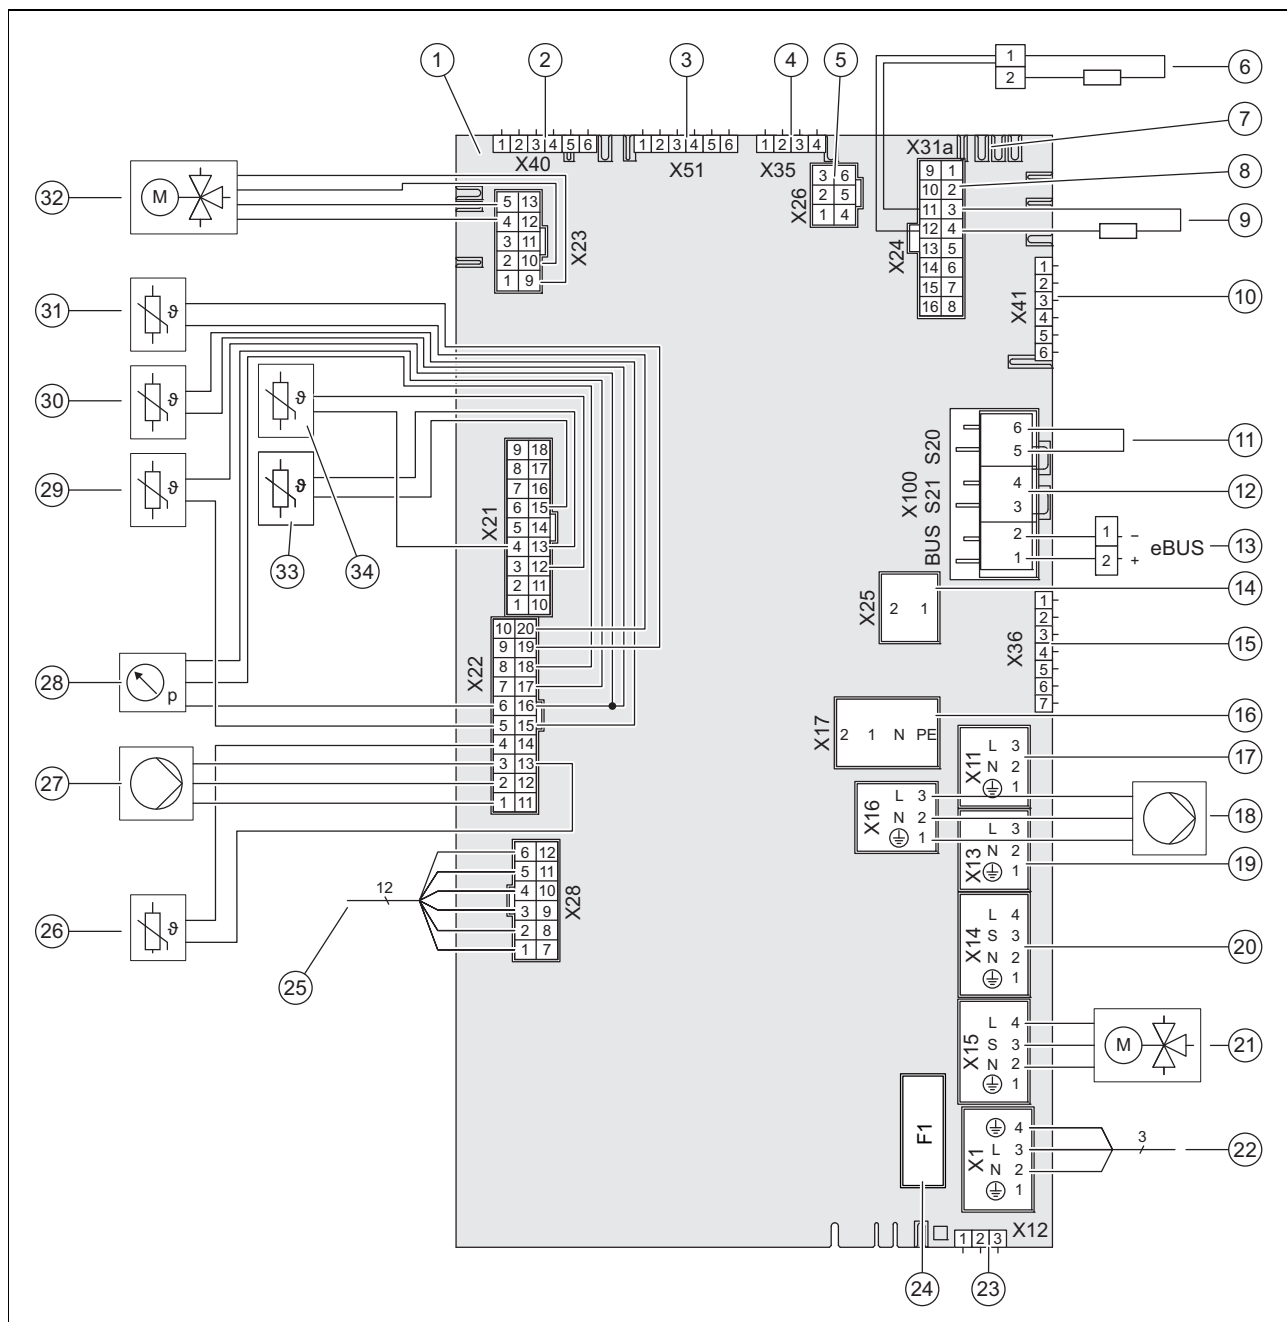 1 2 3 4 5 6
1 2 3 4 5 6
1 2 3 4 5 6
1 2 3 4
1
2
X40
X51
X35
X31a
7
8
9
10
11
12
13
14
15
16
17
18
19
20
21
22
23
24
25
26
27
28
29
30
31
32
33
34
M
5 13
4 12
3 11
2 10
1 9
X23
3 6
2 5
1 4
X26
9 1
10 2
11 3
12 4
13 5
14 6
15 7
16 8
X24
1
2
3
4
5
6
X41
ϑ
ϑ
ϑ
ϑ
ϑ
9 18
8 17
7 16
6 15
5 14
4 13
3 12
2 11
1 10
X21
6
5
4
3
2
1
BUS S21 S20
X100
1 −
2 +
eBUS
X25
2 1
1
2
3
4
5
6
7
X36
10 20
9 19
8 18
7 17
6 16
5 15
4 14
3 13
2 12
1 11
X22
p
X17
2 1 N PE
X11
L 3
N 2
1
X16
L 3
N 2
1
X13
L 3
N 2
1
6 12
5 11
4 10
3 9
2 8
1 7
X28
12
ϑ
X14
L 4
S 3
N 2
1
X15
L 4
S 3
N 2
1
M
F1
X1
4
L 3
N 2
1
3
X12
1 2 3